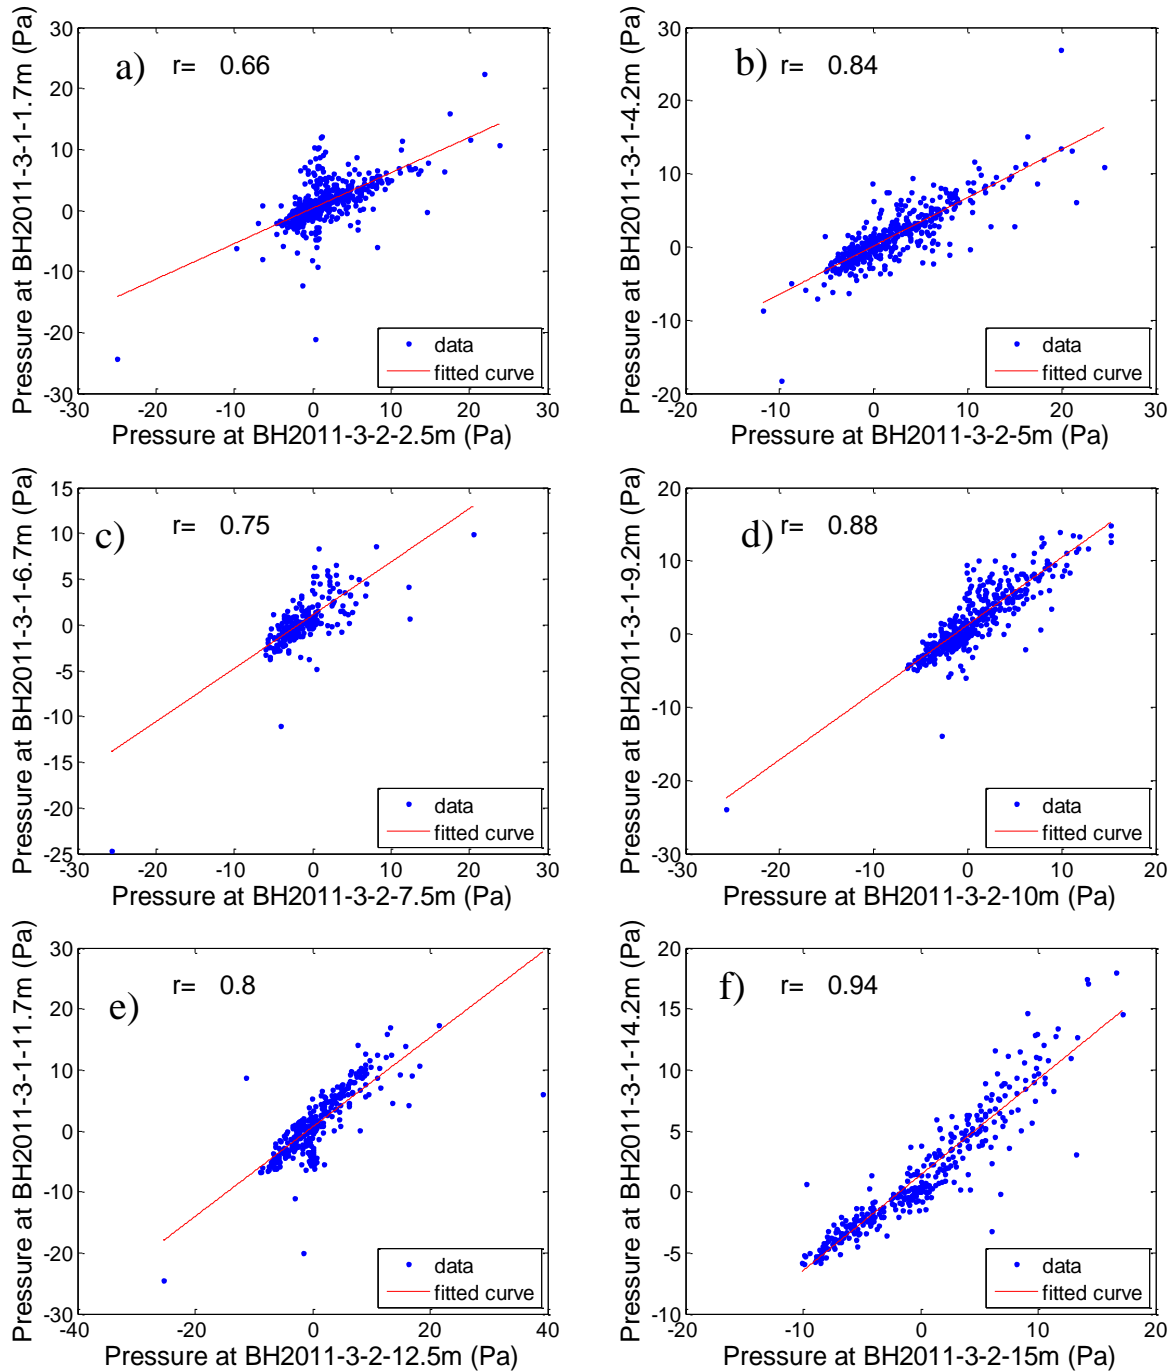 a) r= 0.66
Pressure at BH2011-3-1-1.7m (Pa)
30
20
10
0
-10
-20
-30
data
fitted curve
-30 -20 -10 0 10 20 30
Pressure at BH2011-3-2-2.5m (Pa)
b) r= 0.84
Pressure at BH2011-3-1-4.2m (Pa)
30
20
10
0
-10
-20
data
fitted curve
-20 -10 0 10 20 30
Pressure at BH2011-3-2-5m (Pa)
c) r= 0.75
Pressure at BH2011-3-1-6.7m (Pa)
15
10
5
0
-5
-10
-15
-20
-25
data
fitted curve
-30 -20 -10 0 10 20 30
Pressure at BH2011-3-2-7.5m (Pa)
d) r= 0.88
Pressure at BH2011-3-1-9.2m (Pa)
20
10
0
-10
-20
-30
data
fitted curve
-30 -20 -10 0 10 20
Pressure at BH2011-3-2-10m (Pa)
e) r= 0.8
Pressure at BH2011-3-1-11.7m (Pa)
30
20
10
0
-10
-20
-30
data
fitted curve
-40 -20 0 20 40
Pressure at BH2011-3-2-12.5m (Pa)
f) r= 0.94
Pressure at BH2011-3-1-14.2m (Pa)
20
15
10
5
0
-5
-10
data
fitted curve
-20 -10 0 10 20
Pressure at BH2011-3-2-15m (Pa)